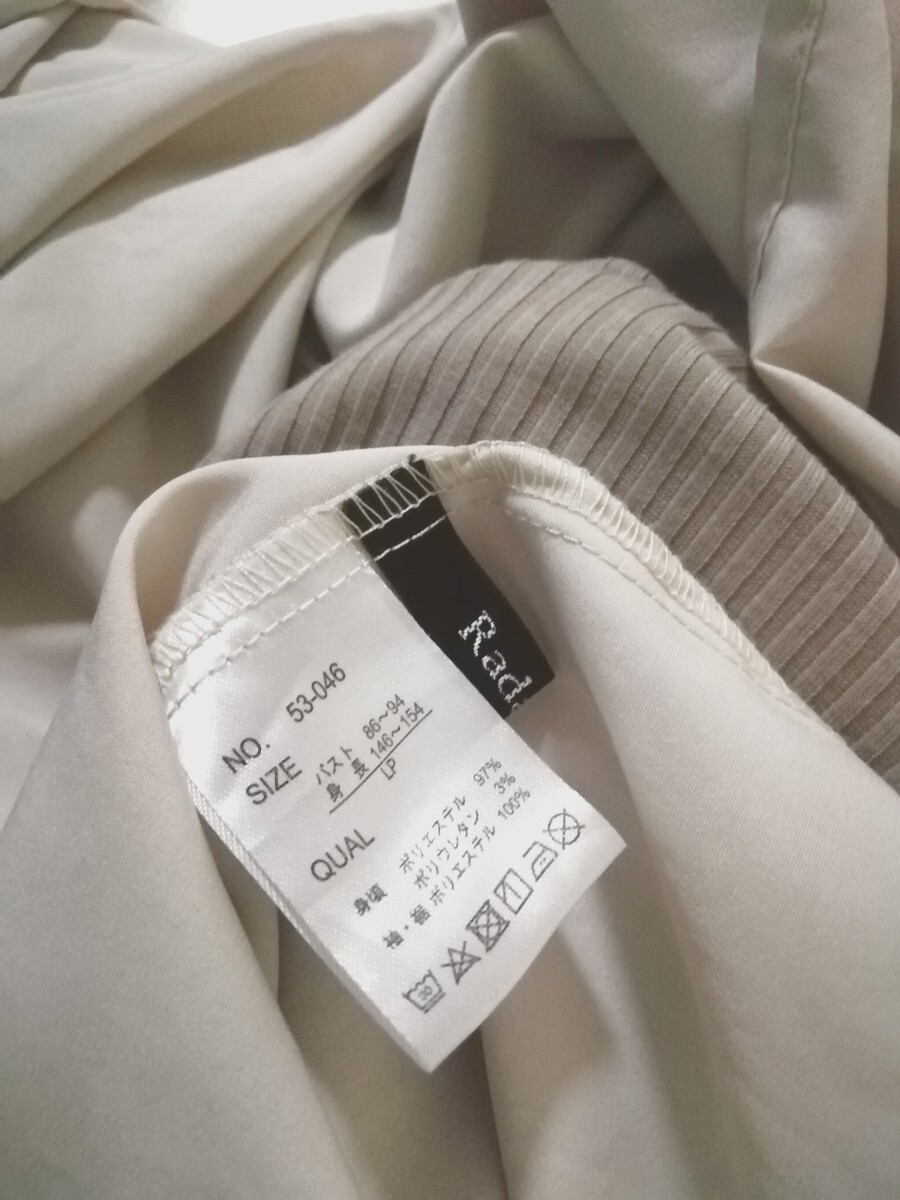 Rad
NO. 53-046
SIZE バスト 86~94
身長 146~154
LP
QUAL
身頃 ポリエステル 97%
ポリウレタン 3%
袖・裾 ポリエステル 100%
30